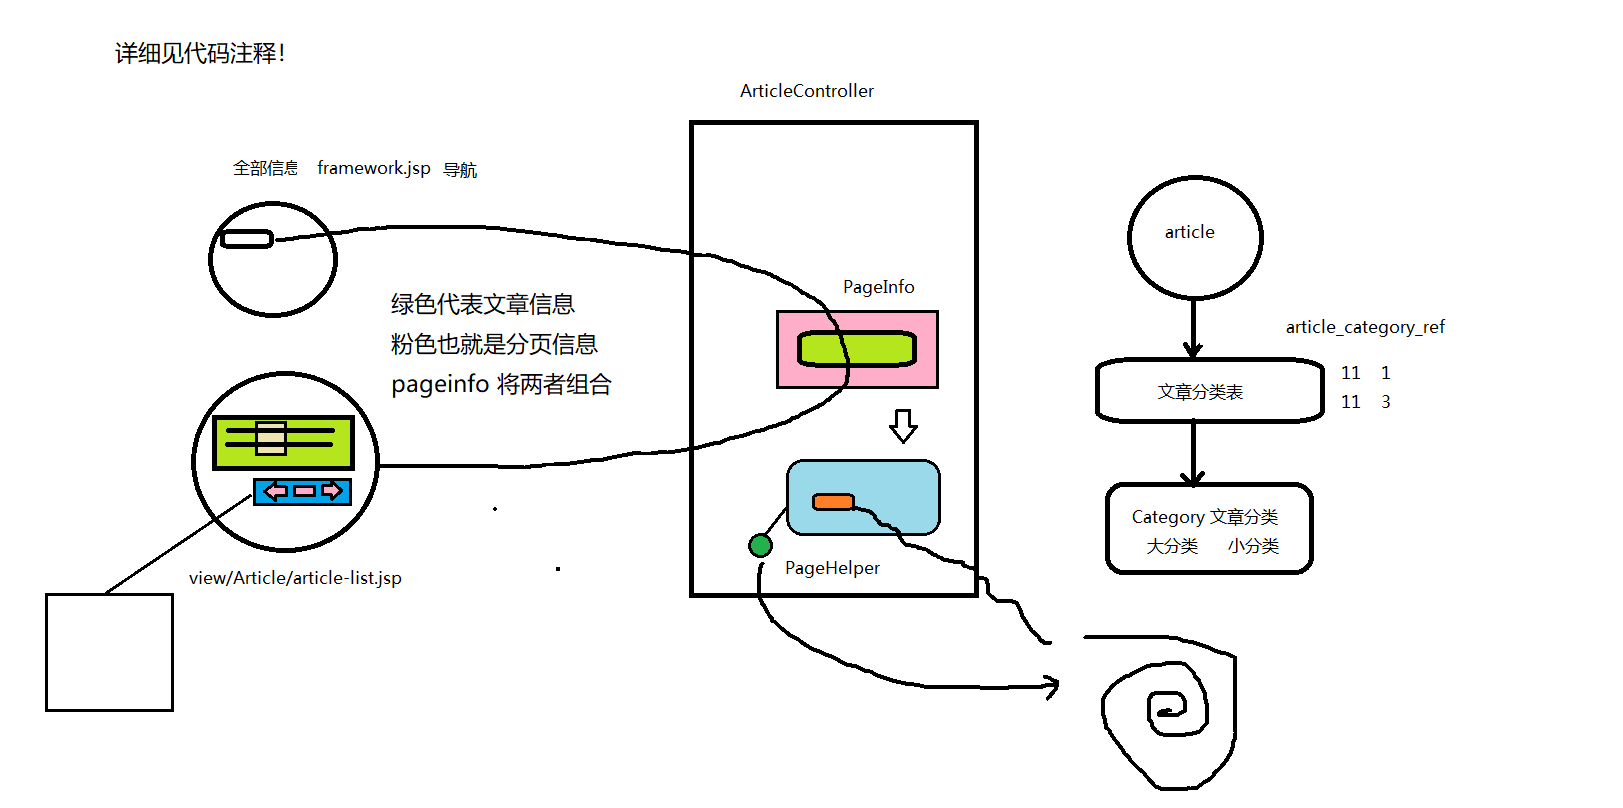 详细见代码注释!
ArticleController
全部信息 framework.jsp 导航
PageInfo
article
绿色代表文章信息
粉色也就是分页信息
pageinfo 将两者组合
article_category_ref
文章分类表
11 1
11 3
Category 文章分类
大分类 小分类
PageHelper
view/Article/article-list.jsp